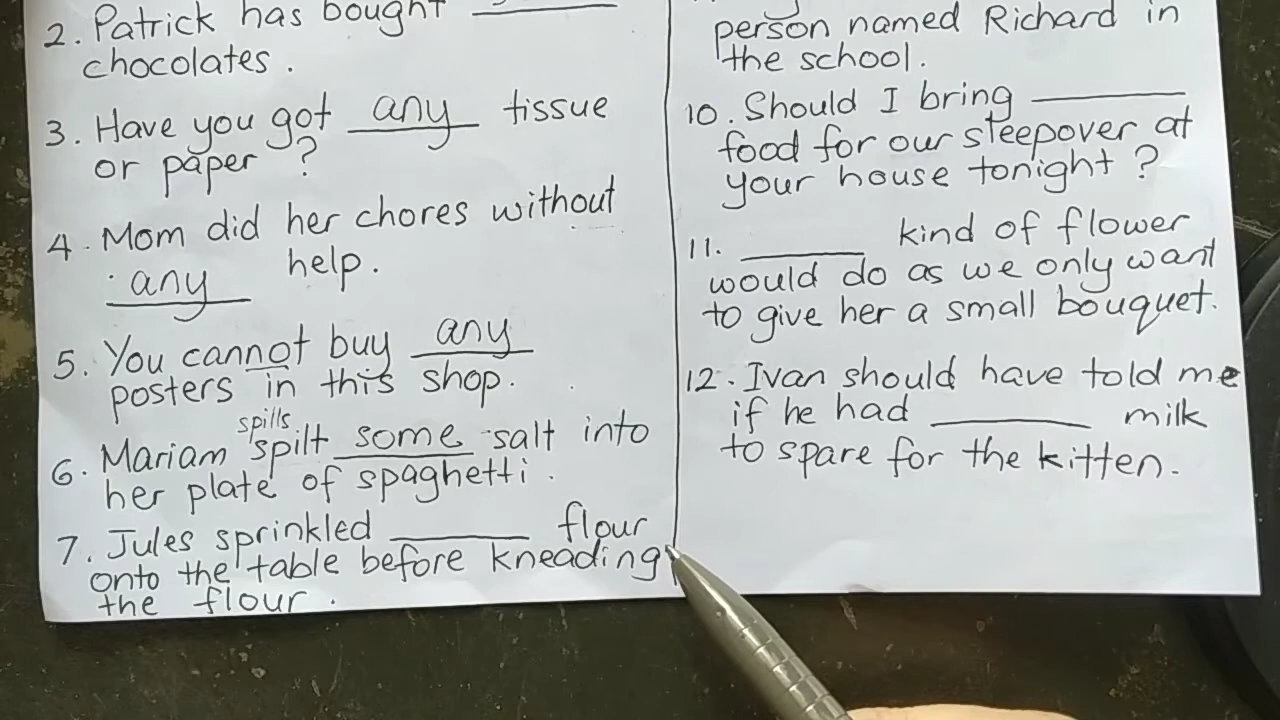 2. Patrick has bought
chocolates.
3. Have you got any tissue
or paper ?
4. Mom did her chores without
any help.
5. You cannot buy any
posters in this shop.
spills
6. Mariam spilt some salt into
her plate of spaghetti.
7. Jules sprinkled ______ flour
onto the table before kneading
the flour.
person named Richard in
the school.
10. Should I bring ______
food for our sleepover at
your house tonight ?
11. ______ kind of flower
would do as we only want
to give her a small bouquet.
12. Ivan should have told me
if he had ______ milk
to spare for the kitten.